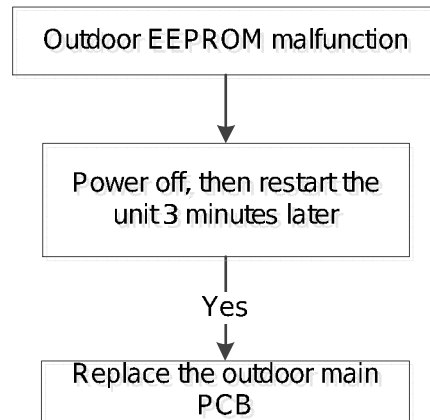 Outdoor EEPROM malfunction
Power off, then restart the
unit 3 minutes later
Yes
Replace the outdoor main
PCB